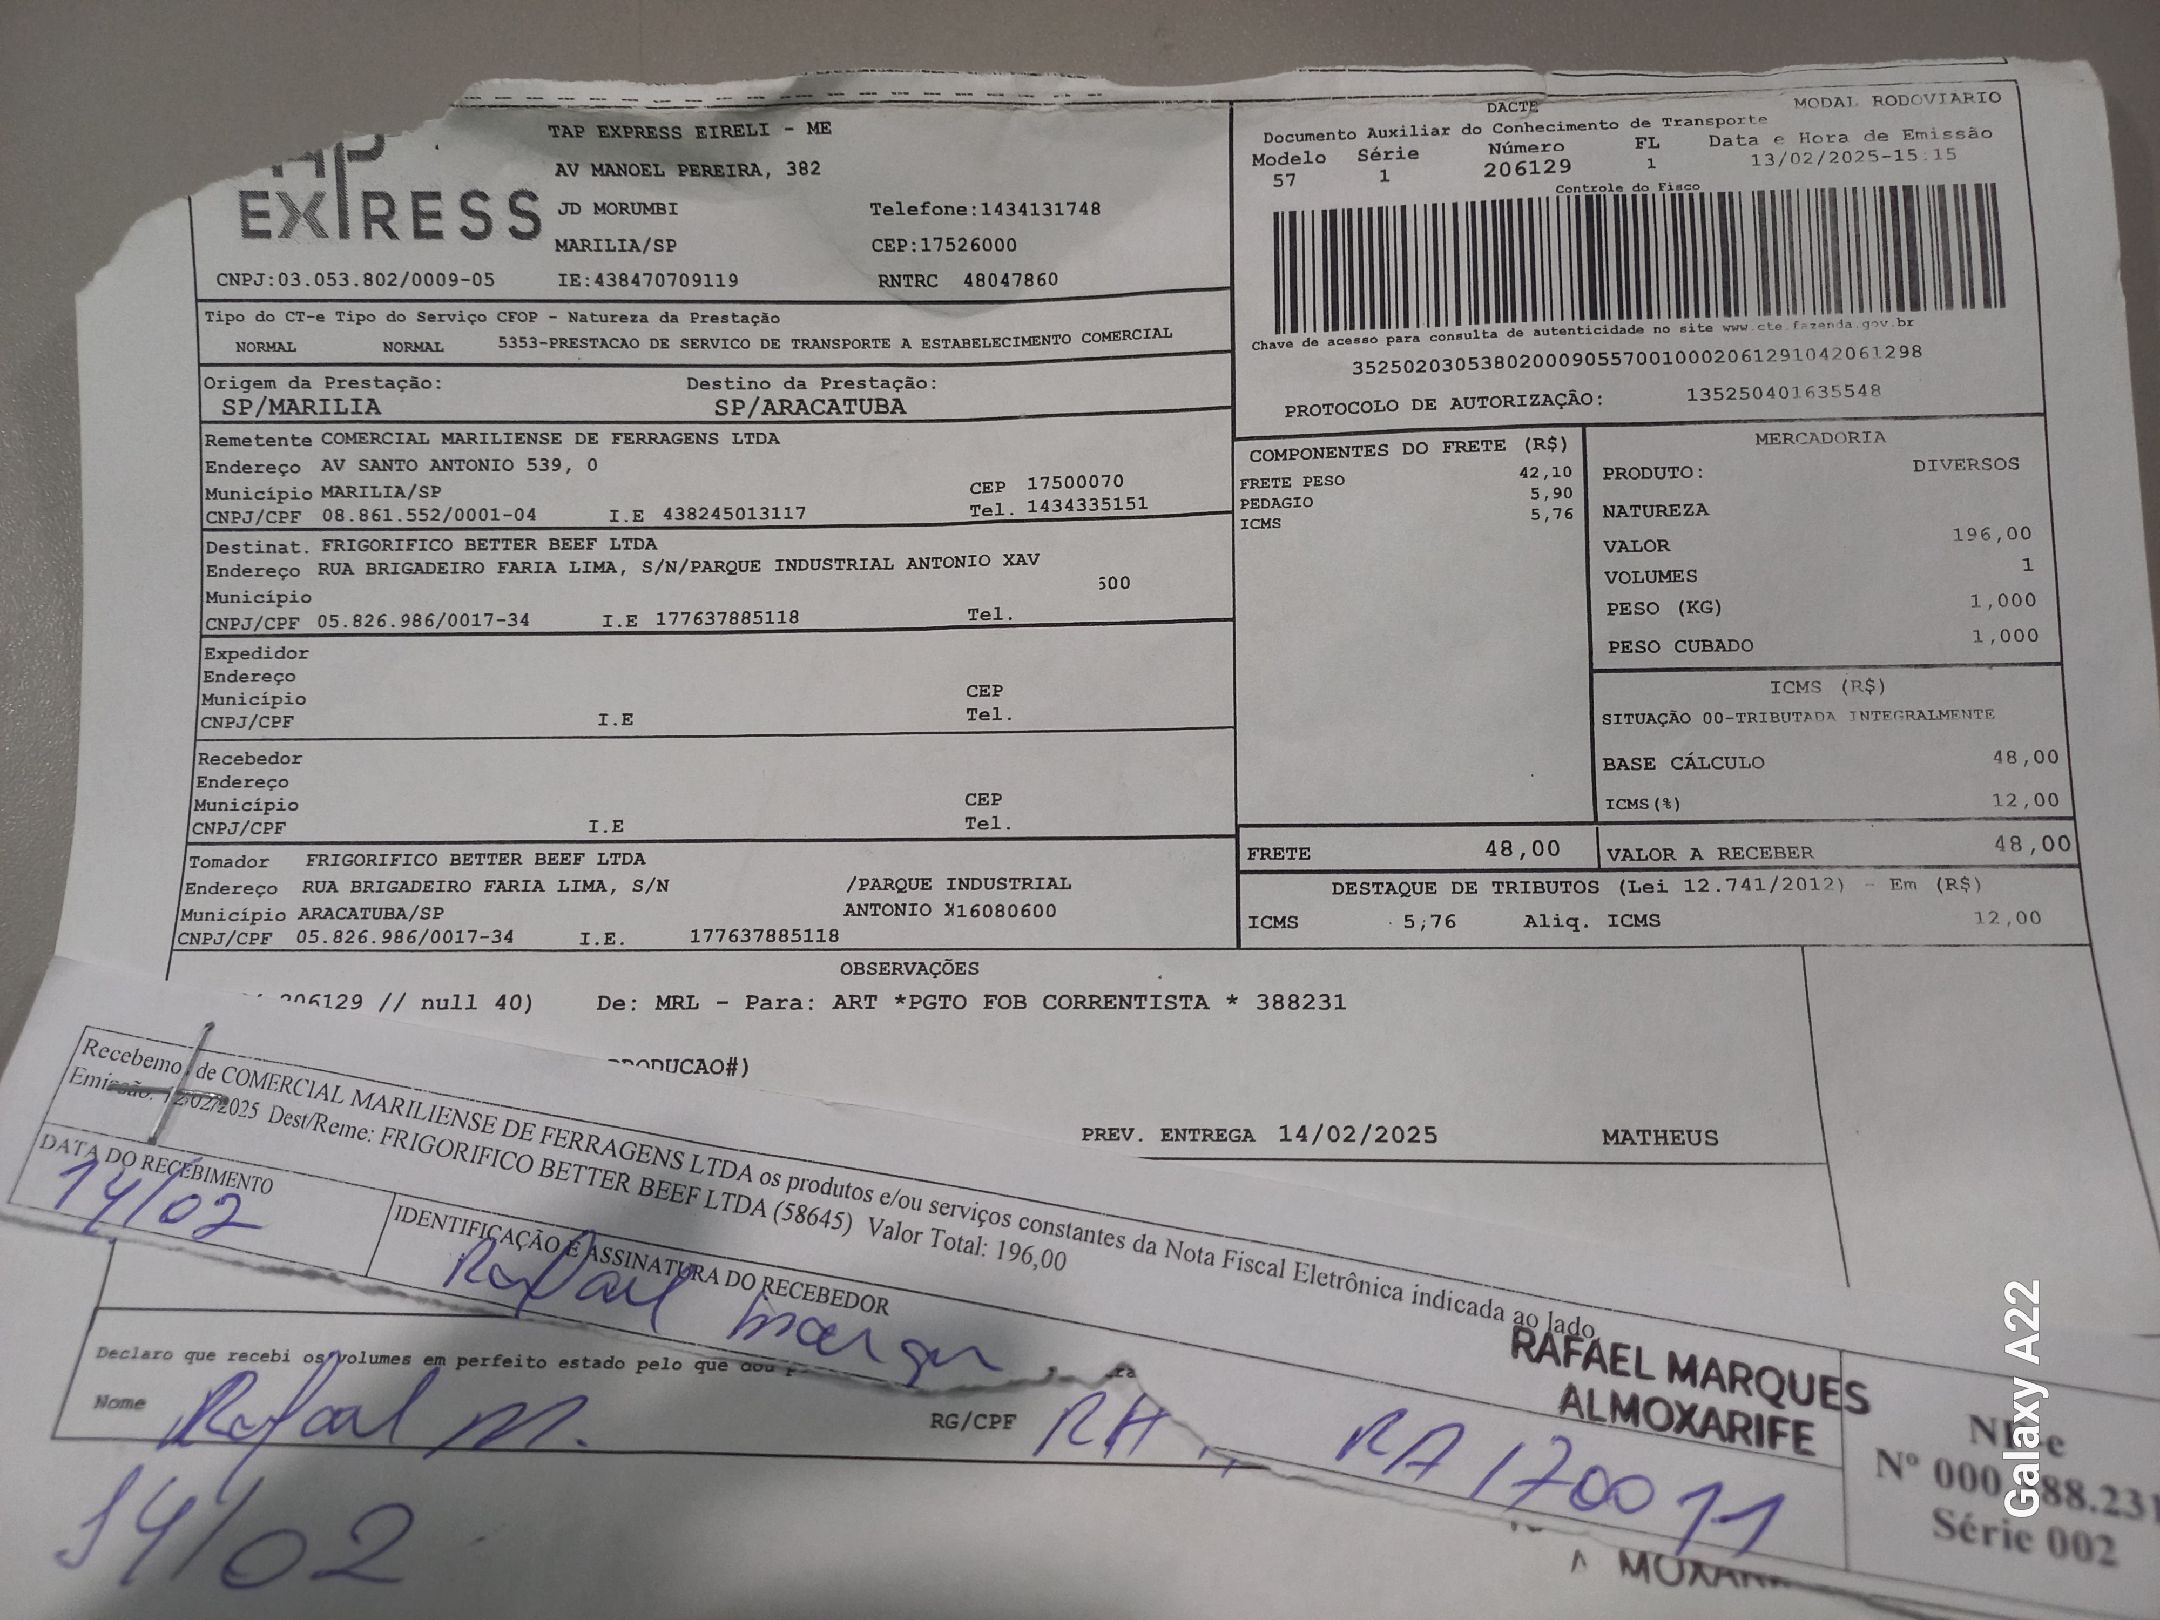 EXPRESS
TAP EXPRESS EIRELI - ME
AV MANOEL PEREIRA, 382
JD MORUMBI Telefone:1434131748
MARILIA/SP CEP:17526000
CNPJ:03.053.802/0009-05 IE:438470709119 RNTRC 48047860
DACTE MODAL RODOVIARIO
Documento Auxiliar do Conhecimento de Transporte
Modelo Série Número FL Data e Hora de Emissão
57 1 206129 1 13/02/2025-15:15
Controle do Fisco
Chave de acesso para consulta de autenticidade no site www.cte.fazenda.gov.br
35250203053802000905570010002061291042061298
PROTOCOLO DE AUTORIZAÇÃO: 135250401635548
Tipo do CT-e Tipo do Serviço CFOP - Natureza da Prestação
NORMAL NORMAL 5353-PRESTACAO DE SERVICO DE TRANSPORTE A ESTABELECIMENTO COMERCIAL
Origem da Prestação: Destino da Prestação:
SP/MARILIA SP/ARACATUBA
Remetente COMERCIAL MARILIENSE DE FERRAGENS LTDA
Endereço AV SANTO ANTONIO 539, 0
Município MARILIA/SP CEP 17500070
CNPJ/CPF 08.861.552/0001-04 I.E 438245013117 Tel. 1434335151
Destinat. FRIGORIFICO BETTER BEEF LTDA
Endereço RUA BRIGADEIRO FARIA LIMA, S/N/PARQUE INDUSTRIAL ANTONIO XAV
Município 500
CNPJ/CPF 05.826.986/0017-34 I.E 177637885118 Tel.
Expedidor
Endereço
Município CEP
CNPJ/CPF I.E Tel.
Recebedor
Endereço
Município CEP
CNPJ/CPF I.E Tel.
Tomador FRIGORIFICO BETTER BEEF LTDA
Endereço RUA BRIGADEIRO FARIA LIMA, S/N /PARQUE INDUSTRIAL
Município ARACATUBA/SP ANTONIO X16080600
CNPJ/CPF 05.826.986/0017-34 I.E. 177637885118
COMPONENTES DO FRETE (R$)
FRETE PESO 42,10
PEDAGIO 5,90
ICMS 5,76
MERCADORIA
PRODUTO: DIVERSOS
NATUREZA
VALOR 196,00
VOLUMES 1
PESO (KG) 1,000
PESO CUBADO 1,000
ICMS (R$)
SITUAÇÃO 00-TRIBUTADA INTEGRALMENTE
BASE CÁLCULO 48,00
ICMS(%) 12,00
FRETE 48,00 VALOR A RECEBER 48,00
DESTAQUE DE TRIBUTOS (Lei 12.741/2012) - Em (R$)
ICMS 5,76 Aliq. ICMS 12,00
OBSERVAÇÕES
206129 // null 40) De: MRL - Para: ART *PGTO FOB CORRENTISTA * 388231
PRODUCAO#)
PREV. ENTREGA 14/02/2025 MATHEUS
Recebemo de COMERCIAL MARILIENSE DE FERRAGENS LTDA os produtos e/ou serviços constantes da Nota Fiscal Eletrônica indicada ao lado
Emissão: 12/02/2025 Dest/Reme: FRIGORIFICO BETTER BEEF LTDA (58645) Valor Total: 196,00
DATA DO RECEBIMENTO
14/02
IDENTIFICAÇÃO E ASSINATURA DO RECEBEDOR
Rafael Marques
RAFAEL MARQUES
ALMOXARIFE
Declaro que recebi os volumes em perfeito estado pelo que dou
Nome Rafael M. RG/CPF
RA 170011
14/02
Série 002
Galaxy A22